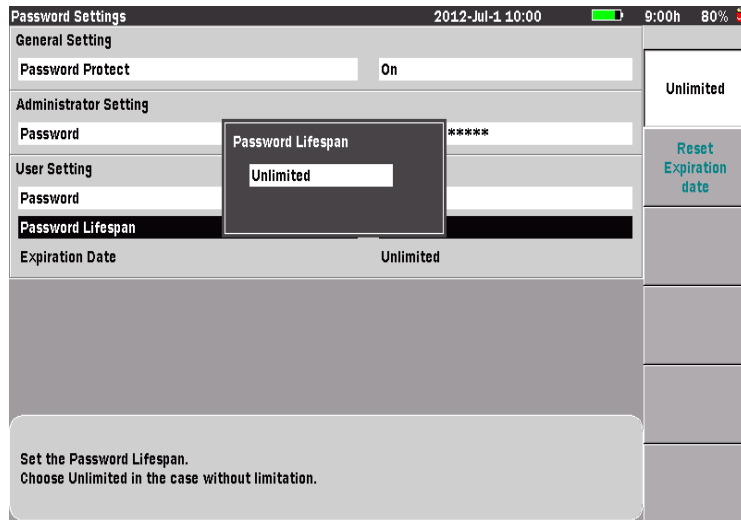 Password Settings 2012-Jul-1 10:00 9:00h 80%
General Setting
Password Protect On
Administrator Setting
Password *****
User Setting
Password
Password Lifespan
Expiration Date Unlimited
Password Lifespan
Unlimited
Unlimited
Reset
Expiration
date
Set the Password Lifespan.
Choose Unlimited in the case without limitation.